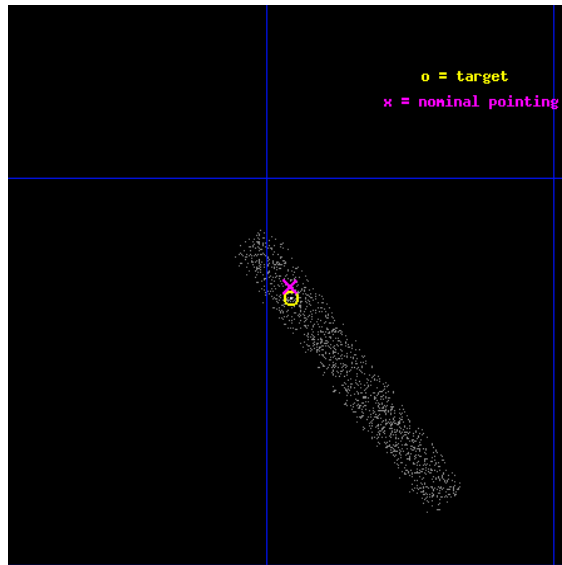 o = target
x = nominal pointing